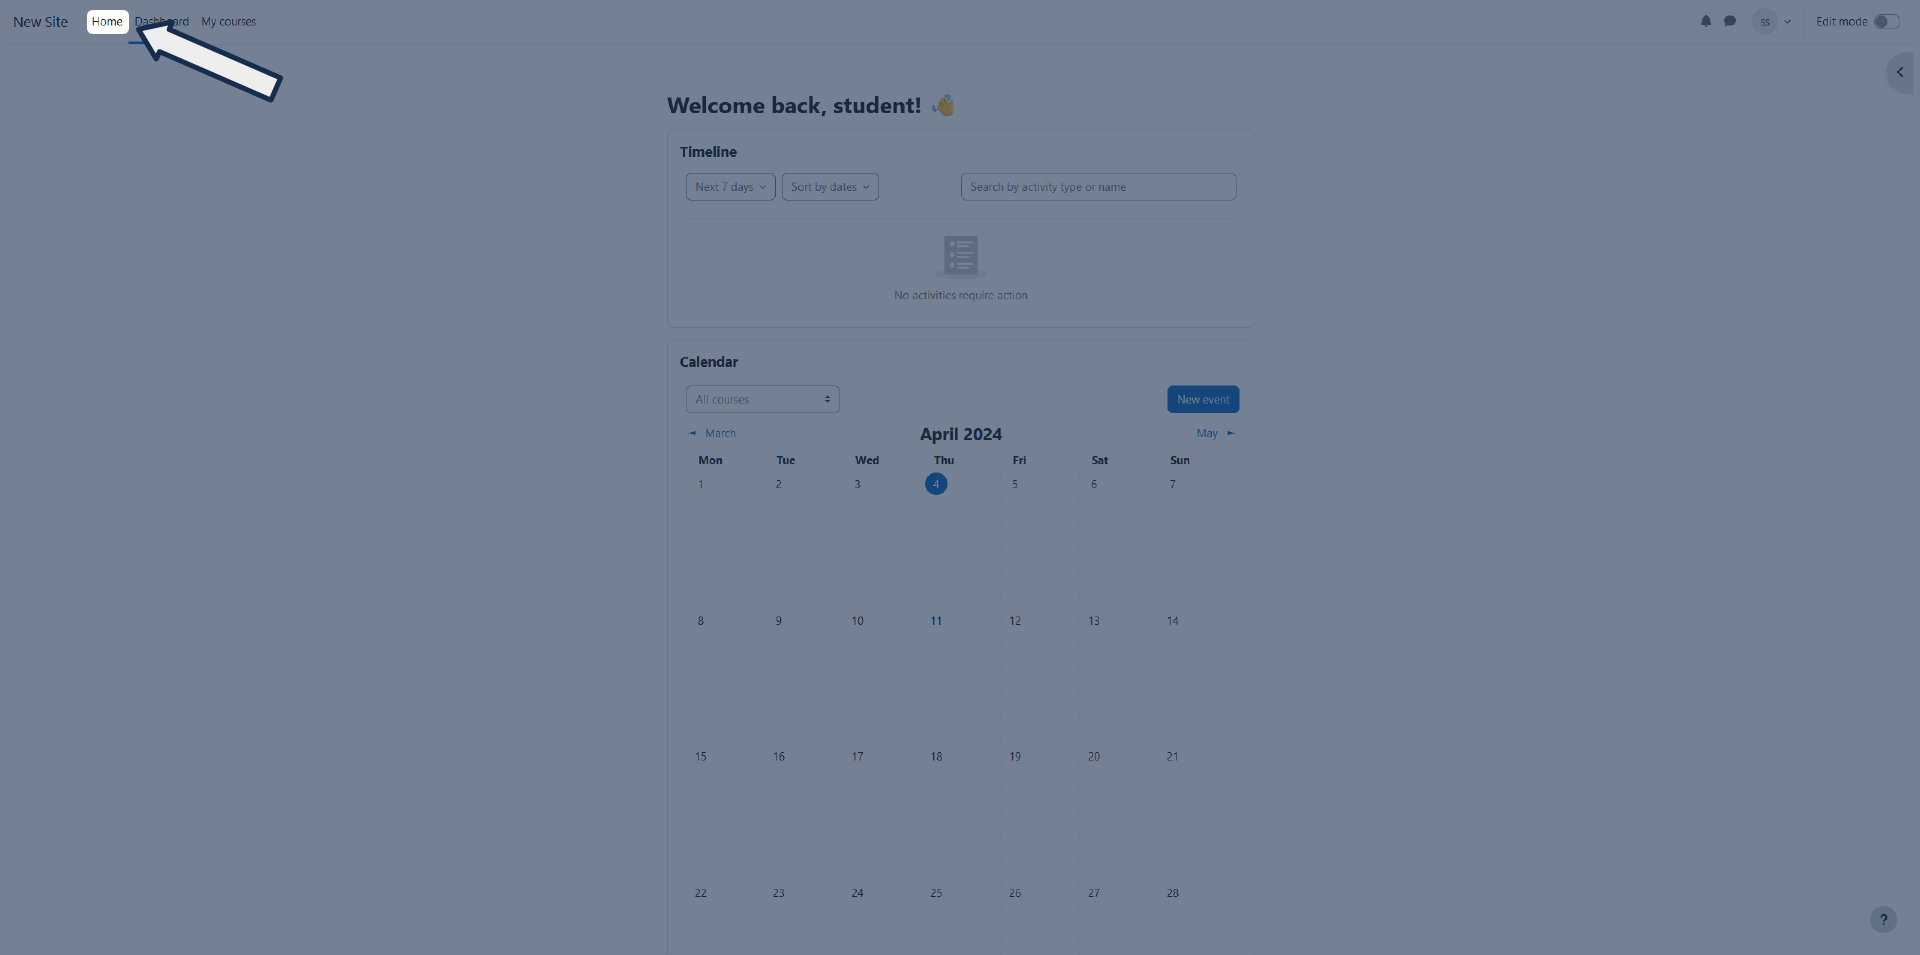 New Site Home Dashboard My courses ss Edit mode
Welcome back, student! 👋
Timeline
Next 7 days Sort by dates Search by activity type or name
No activities require action
Calendar
All courses New event
◄ March April 2024 May ►
Mon Tue Wed Thu Fri Sat Sun
1 2 3 4 5 6 7
8 9 10 11 12 13 14
15 16 17 18 19 20 21
22 23 24 25 26 27 28
?